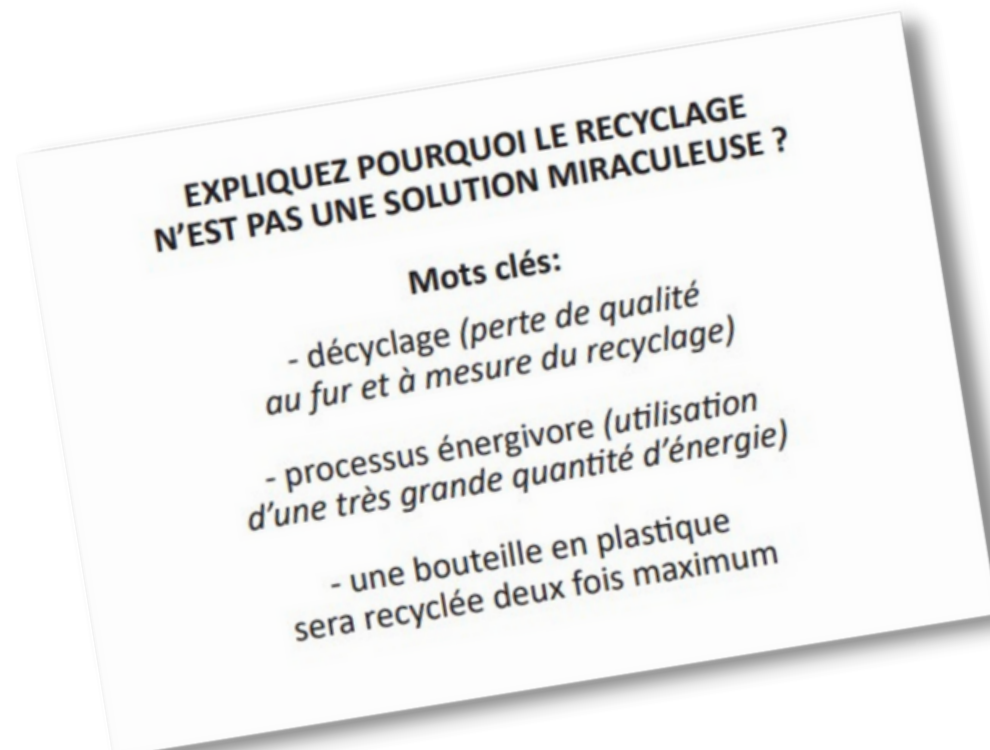 EXPLIQUEZ POURQUOI LE RECYCLAGE
N’EST PAS UNE SOLUTION MIRACULEUSE ?
Mots clés:
- décyclage (perte de qualité
au fur et à mesure du recyclage)
- processus énergivore (utilisation
d’une très grande quantité d’énergie)
- une bouteille en plastique
sera recyclée deux fois maximum